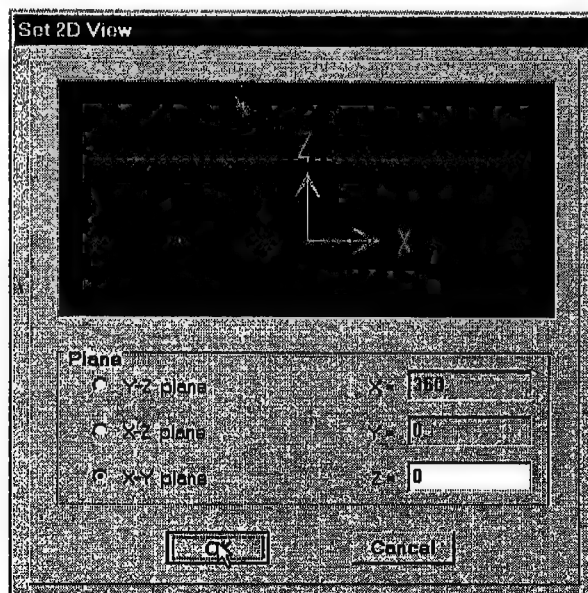 Set 2D View
Z
X
Plane
Y-Z plane X = 360.
X-Z plane Y = 0.
X-Y plane Z = 0
OK Cancel